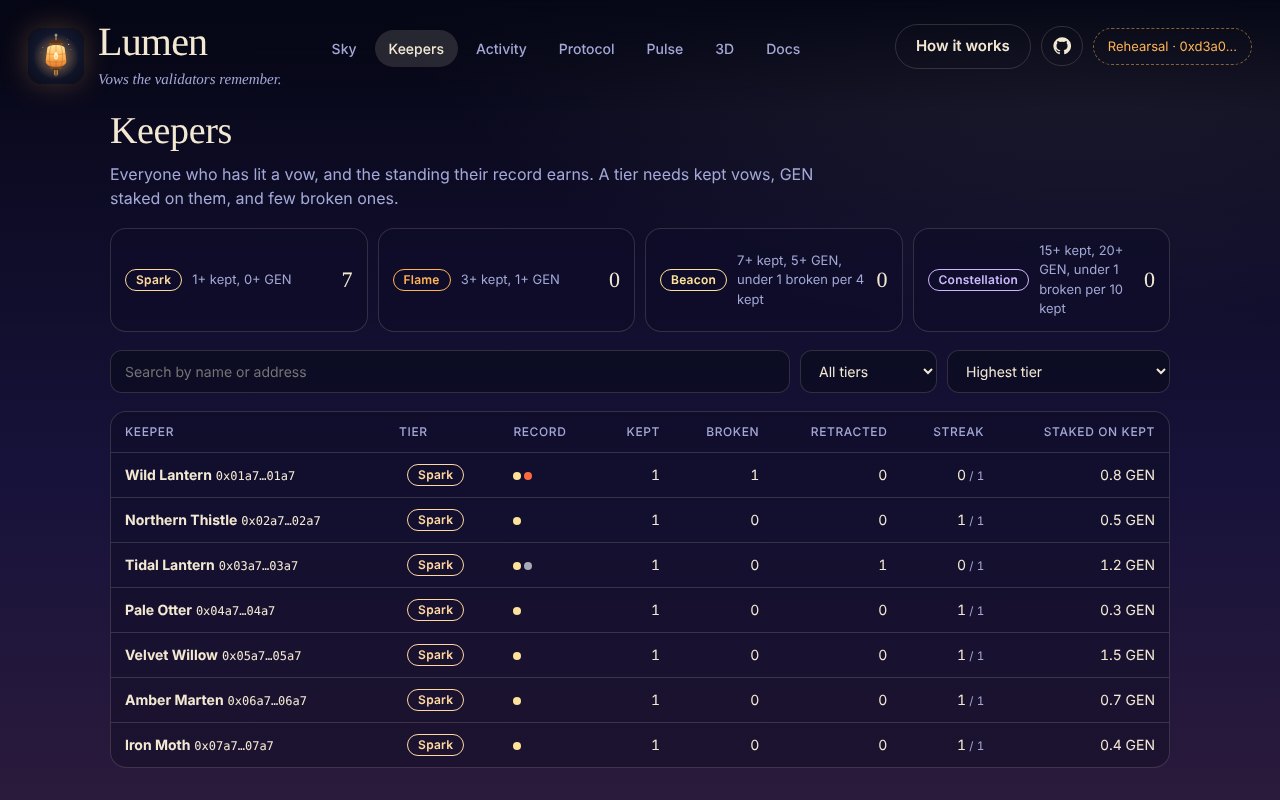 Lumen
Vows the validators remember.
Sky
Keepers
Activity
Protocol
Pulse
3D
Docs
How it works
Rehearsal · 0xd3a0…
Keepers
Everyone who has lit a vow, and the standing their record earns. A tier needs kept vows, GEN
staked on them, and few broken ones.
Spark 1+ kept, 0+ GEN 7
Flame 3+ kept, 1+ GEN 0
Beacon 7+ kept, 5+ GEN,
under 1 broken per 4
kept 0
Constellation 15+ kept, 20+
GEN, under 1
broken per 10
kept 0
Search by name or address
All tiers
Highest tier
KEEPER TIER RECORD KEPT BROKEN RETRACTED STREAK STAKED ON KEPT
Wild Lantern 0x01a7…01a7 Spark 1 1 0 0 / 1 0.8 GEN
Northern Thistle 0x02a7…02a7 Spark 1 0 0 1 / 1 0.5 GEN
Tidal Lantern 0x03a7…03a7 Spark 1 0 1 0 / 1 1.2 GEN
Pale Otter 0x04a7…04a7 Spark 1 0 0 1 / 1 0.3 GEN
Velvet Willow 0x05a7…05a7 Spark 1 0 0 1 / 1 1.5 GEN
Amber Marten 0x06a7…06a7 Spark 1 0 0 1 / 1 0.7 GEN
Iron Moth 0x07a7…07a7 Spark 1 0 0 1 / 1 0.4 GEN